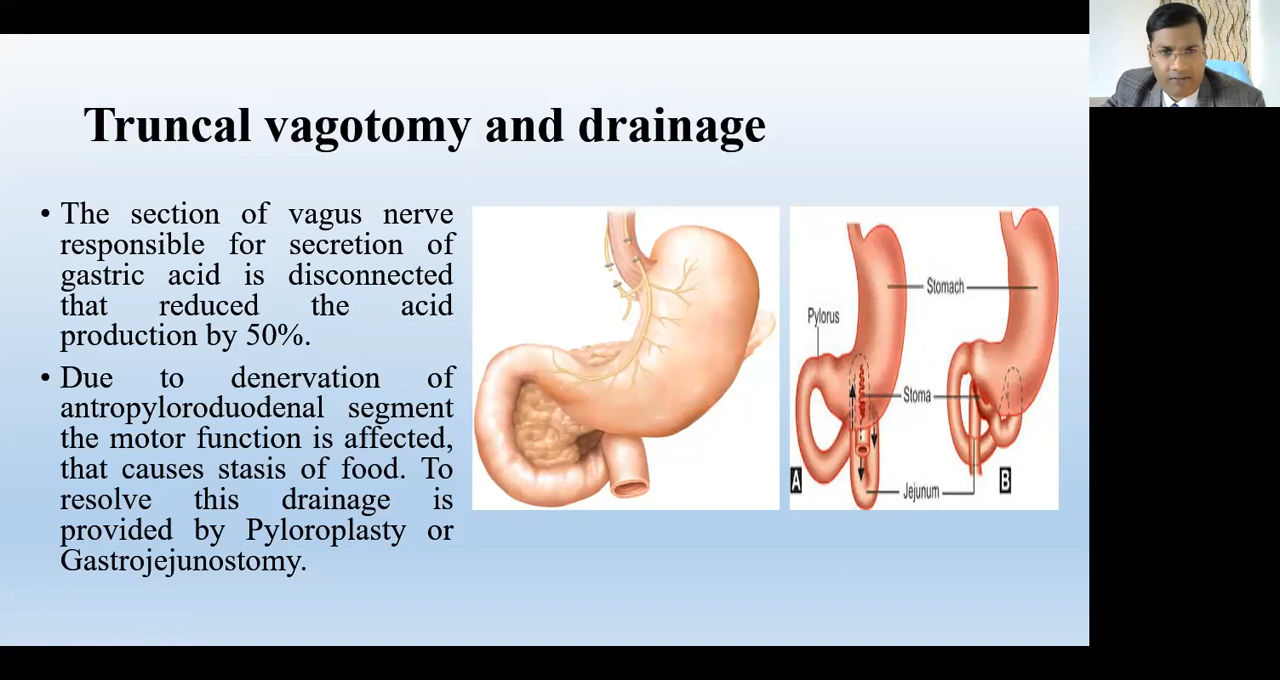 Truncal vagotomy and drainage
• The section of vagus nerve
responsible for secretion of
gastric acid is disconnected
that reduced the acid
production by 50%.
• Due to denervation of
antropyloroduodenal segment
the motor function is affected,
that causes stasis of food. To
resolve this drainage is
provided by Pyloroplasty or
Gastrojejunostomy.
Stomach
Pylorus
Stoma
A
B
Jejunum